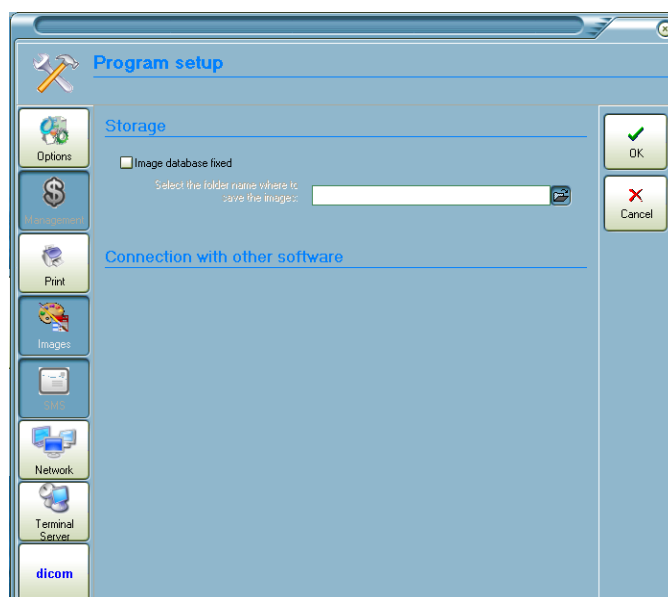 Program setup
Options
Management
Print
Images
SMS
Network
Terminal
Server
dicom
Storage
Image database fixed
Select the folder name where to
save the images:
Connection with other software
OK
Cancel